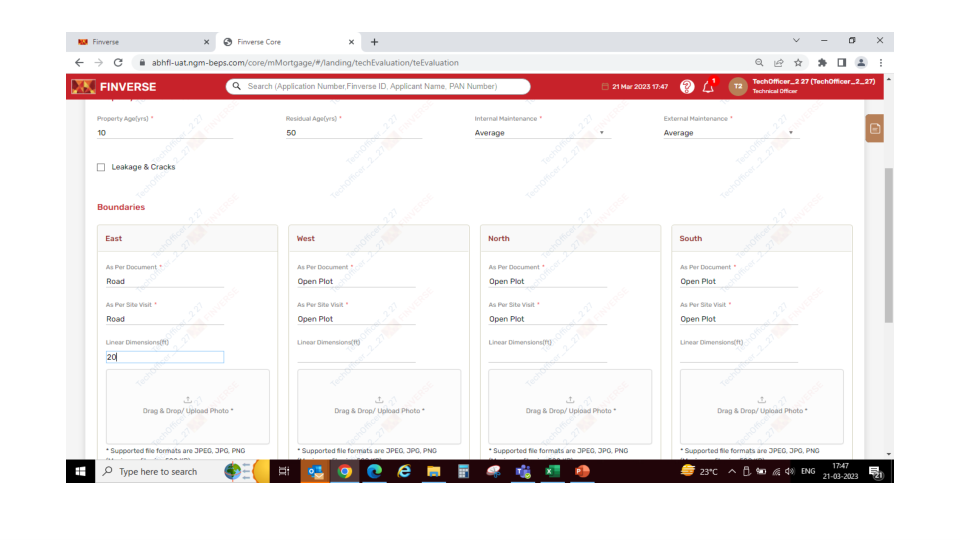 Finverse
Finverse Core
abhfl-uat.ngm-beps.com/core/mMortgage/#/landing/techEvaluation/teEvaluation
FINVERSE
Search (Application Number,Finverse ID, Applicant Name, PAN Number)
21 Mar 2023 17:47
T2
TechOfficer_2 27 (TechOfficer_2_27)
Technical Officer
Property Age(yrs) *
Residual Age(yrs) *
Internal Maintenance *
External Maintenance *
10
50
Average
Average
Leakage & Cracks
Boundaries
East
West
North
South
As Per Document *
As Per Document *
As Per Document *
As Per Document *
Road
Open Plot
Open Plot
Open Plot
As Per Site Visit *
As Per Site Visit *
As Per Site Visit *
As Per Site Visit *
Road
Open Plot
Open Plot
Open Plot
Linear Dimensions(ft)
Linear Dimensions(ft)
Linear Dimensions(ft)
Linear Dimensions(ft)
20
Drag & Drop/ Upload Photo *
Drag & Drop/ Upload Photo *
Drag & Drop/ Upload Photo *
Drag & Drop/ Upload Photo *
* Supported file formats are JPEG, JPG, PNG
* Supported file formats are JPEG, JPG, PNG
* Supported file formats are JPEG, JPG, PNG
* Supported file formats are JPEG, JPG, PNG
Type here to search
23°C
ENG
17:47
21-03-2023
21